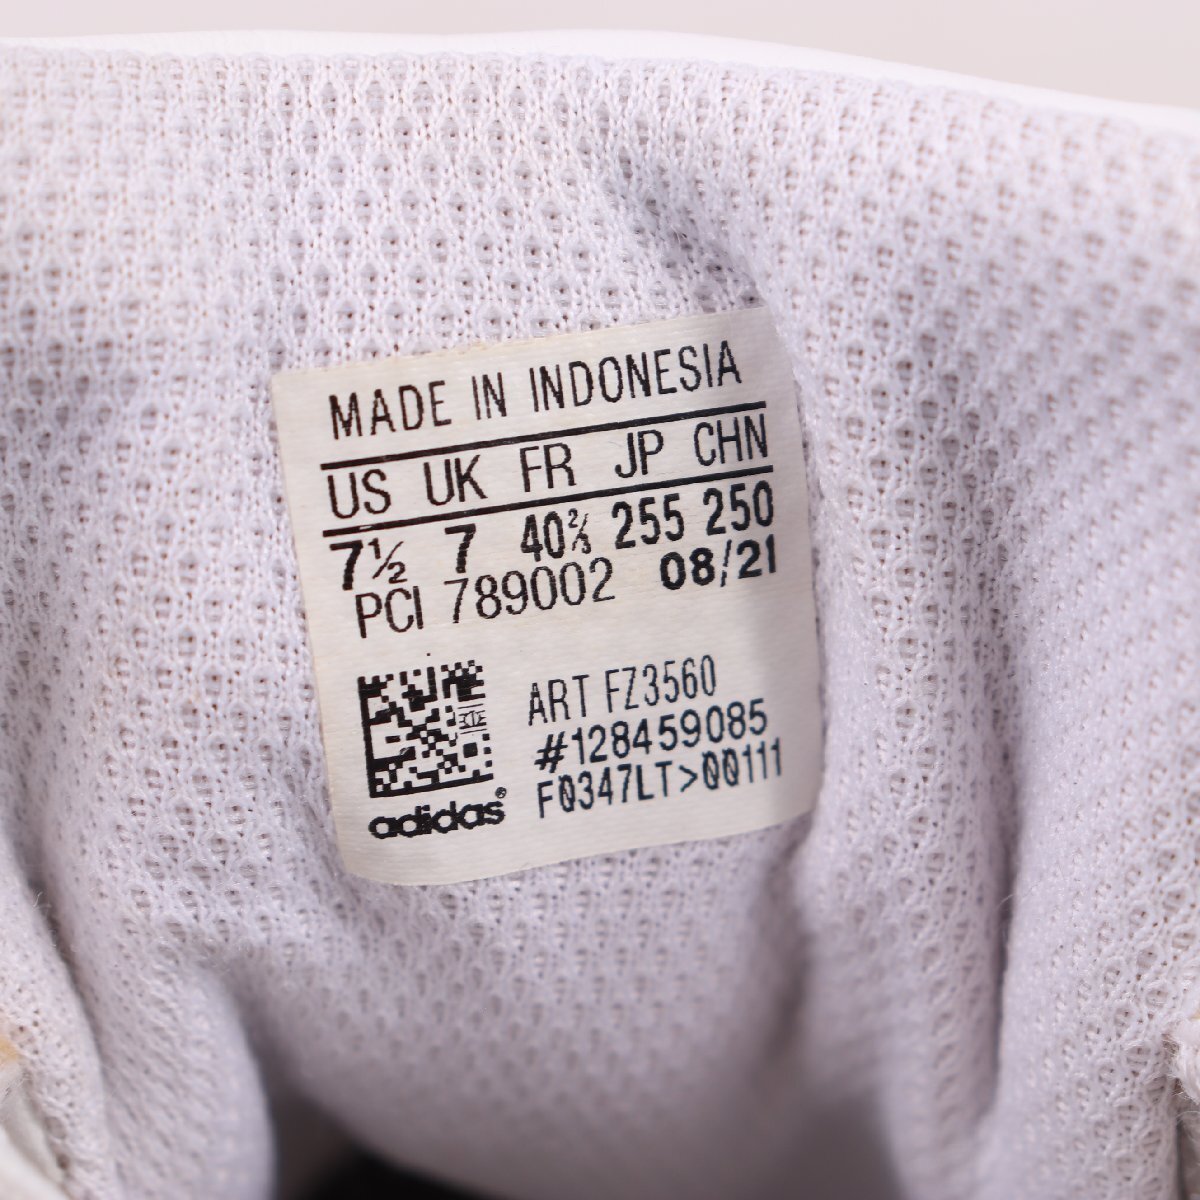 MADE IN INDONESIA
US UK FR JP CHN
7½ 7 40⅔ 255 250
PCI 789002 08/21
ART FZ3560
#128459085
F0347LT>00111
adidas®